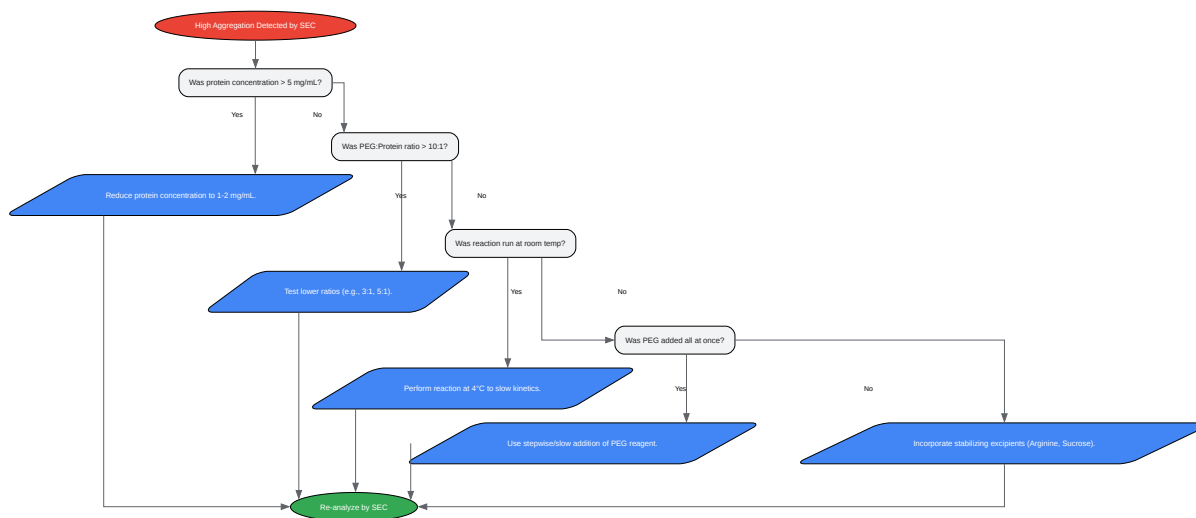 High Aggregation Detected by SEC
Was protein concentration > 5 mg/mL?
Yes
No
Was PEG:Protein ratio > 10:1?
Reduce protein concentration to 1-2 mg/mL.
Yes
No
Was reaction run at room temp?
Test lower ratios (e.g., 3:1, 5:1).
Yes
No
Was PEG added all at once?
Perform reaction at 4°C to slow kinetics.
Yes
No
Use stepwise/slow addition of PEG reagent.
Incorporate stabilizing excipients (Arginine, Sucrose).
Re-analyze by SEC